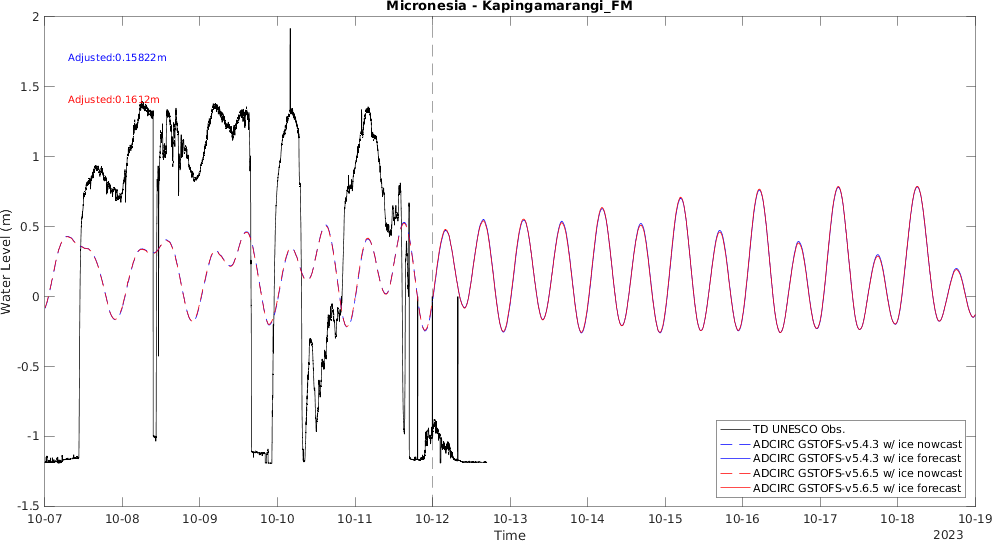 Micronesia - Kapingamarangi_FM
Adjusted:0.15822m
Adjusted:0.1612m
Water Level (m)
2
1.5
1
0.5
0
-0.5
-1
-1.5
TD UNESCO Obs.
ADCIRC GSTOFS-v5.4.3 w/ ice nowcast
ADCIRC GSTOFS-v5.4.3 w/ ice forecast
ADCIRC GSTOFS-v5.6.5 w/ ice nowcast
ADCIRC GSTOFS-v5.6.5 w/ ice forecast
10-07 10-08 10-09 10-10 10-11 10-12 10-13 10-14 10-15 10-16 10-17 10-18 10-19
Time
2023